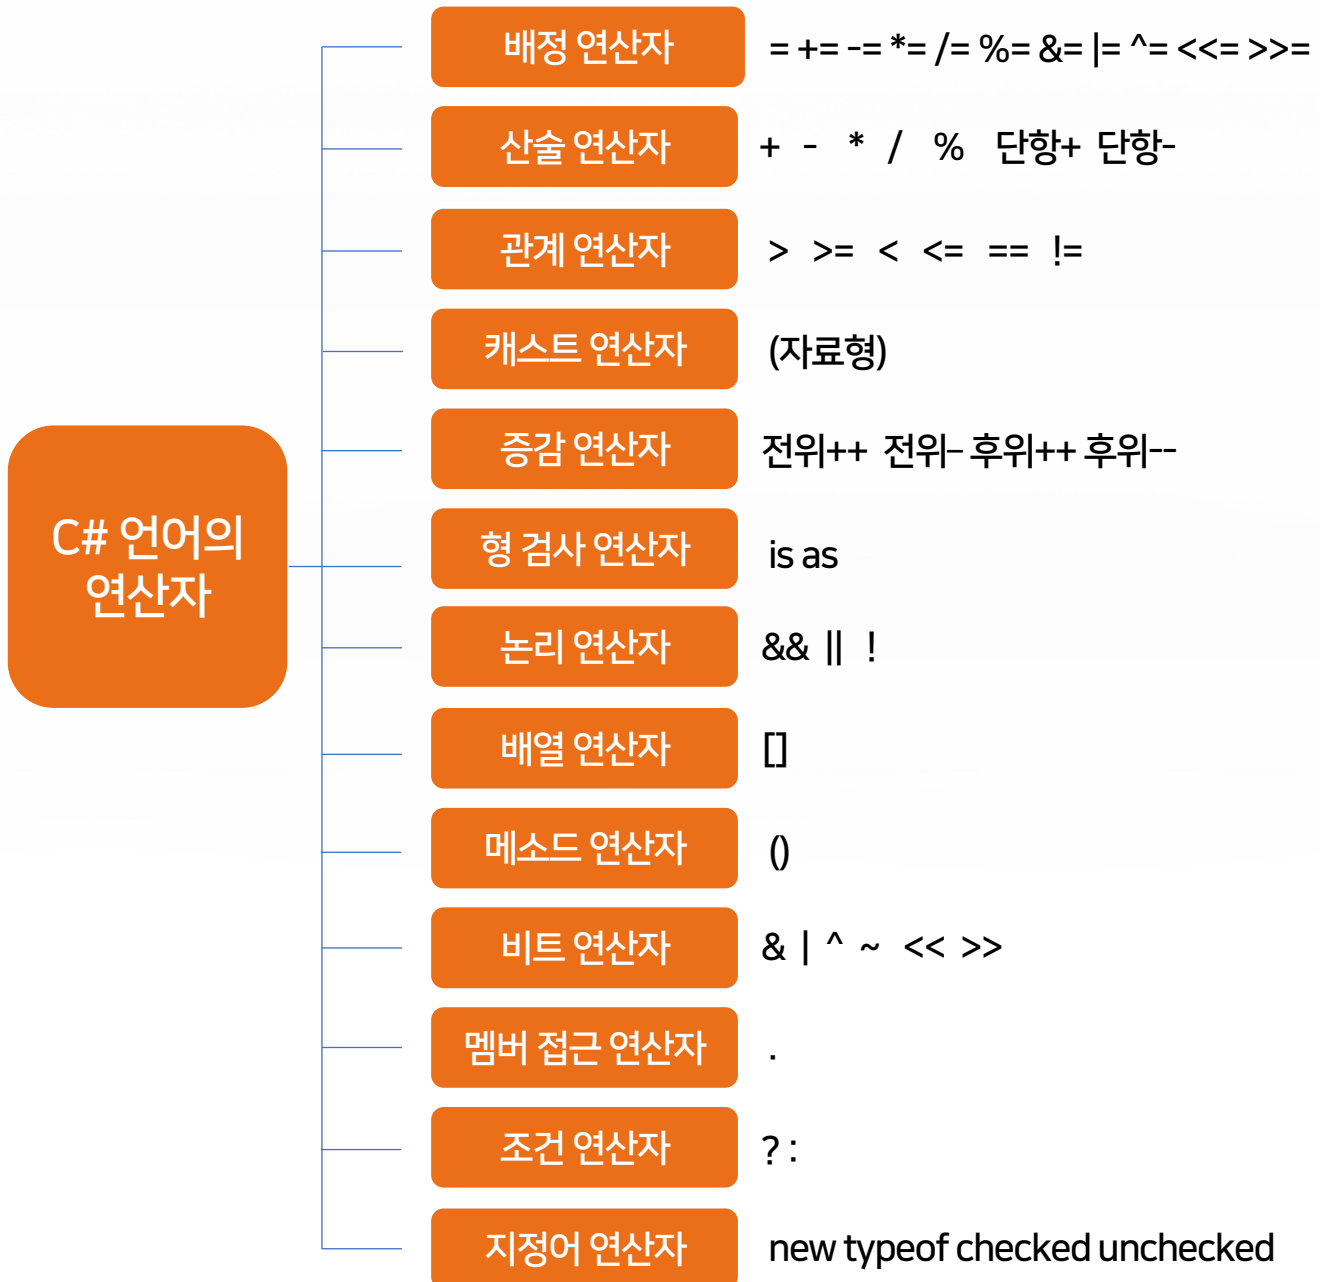 배정 연산자 = += -= *= /= %= &= |= ^= <<= >>=
산술 연산자 + - * / % 단항+ 단항-
관계 연산자 > >= < <= == !=
캐스트 연산자 (자료형)
증감 연산자 전위++ 전위– 후위++ 후위--
C# 언어의
연산자
형 검사 연산자 is as
논리 연산자 && || !
배열 연산자 []
메소드 연산자 ()
비트 연산자 & | ^ ~ << >>
멤버 접근 연산자 .
조건 연산자 ? :
지정어 연산자 new typeof checked unchecked